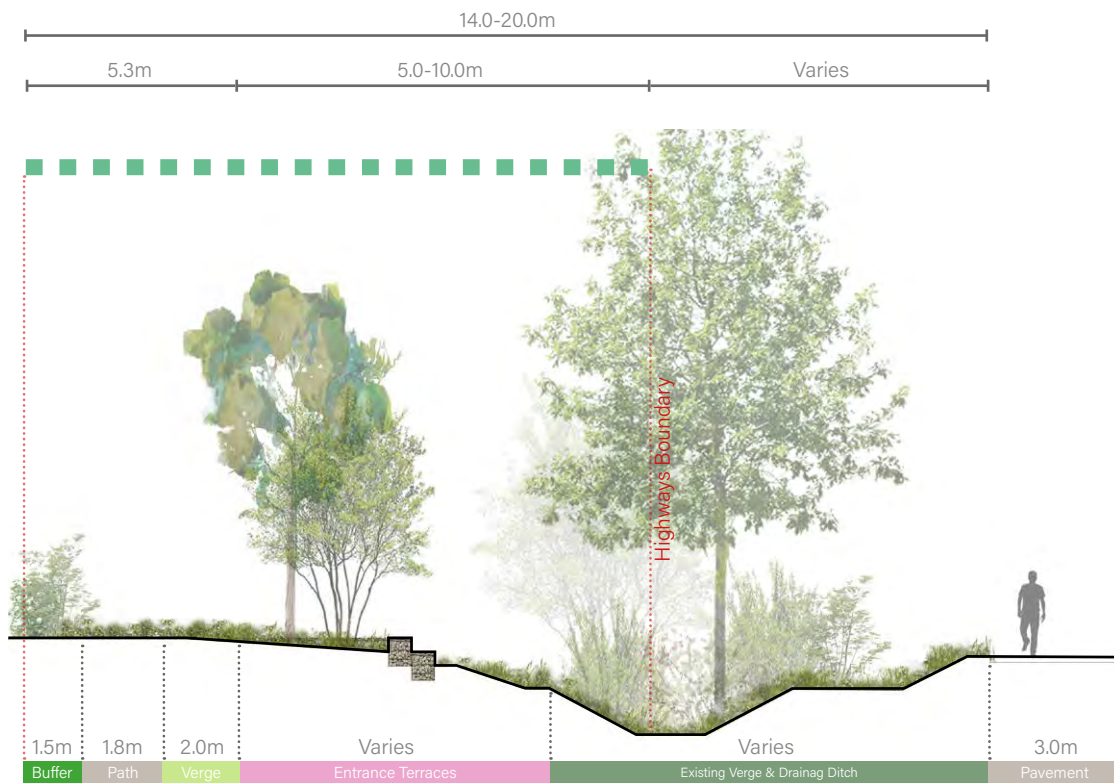 14.0-20.0m
5.3m
5.0-10.0m
Varies
Highways Boundary
1.5m
1.8m
2.0m
Varies
Varies
3.0m
Buffer
Path
Verge
Entrance Terraces
Existing Verge & Drainag Ditch
Pavement